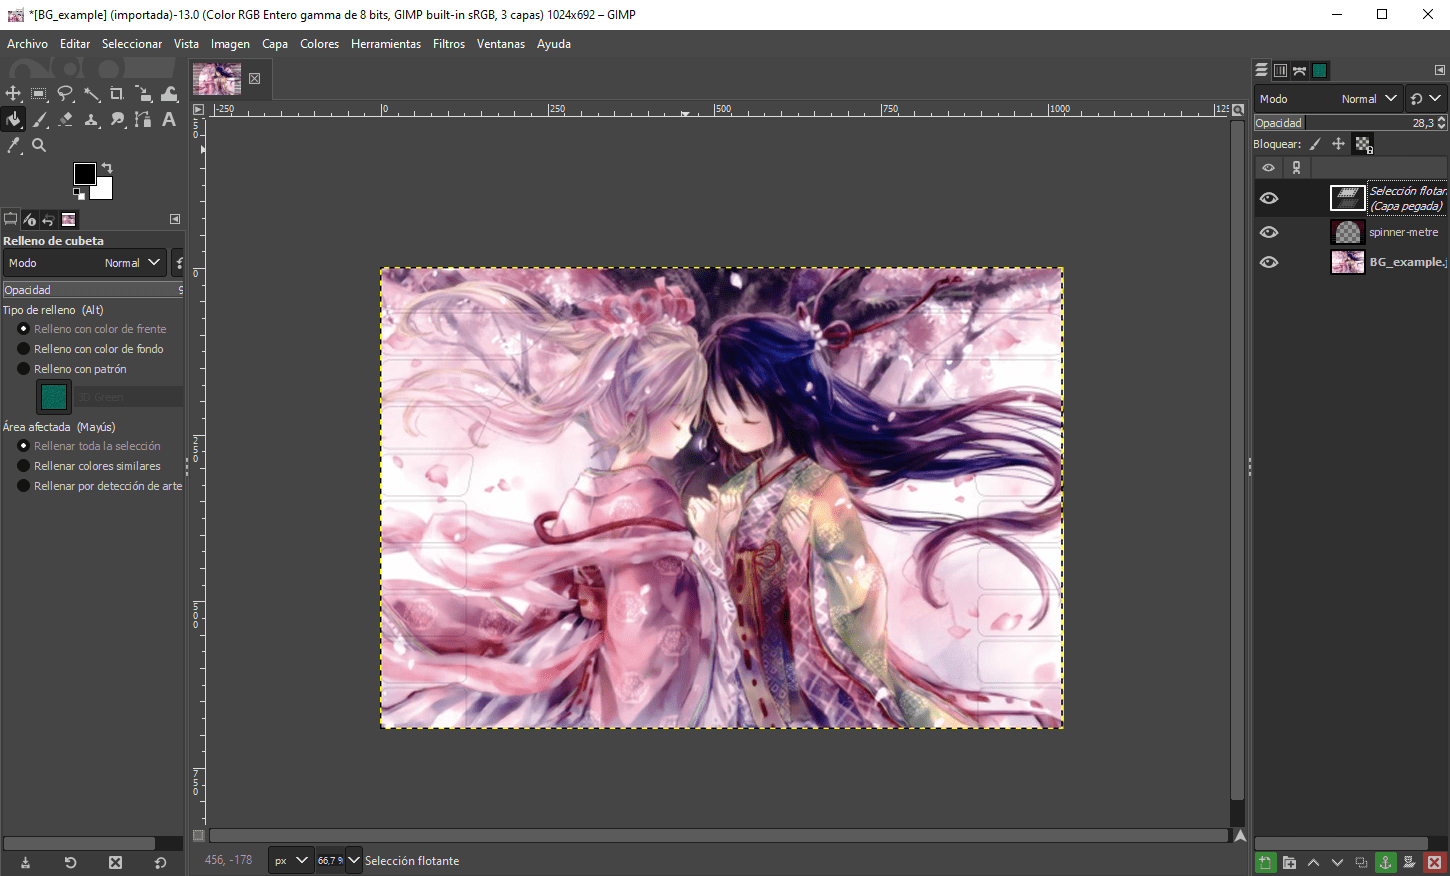 *[BG_example] (importada)-13.0 (Color RGB Entero gamma de 8 bits, GIMP built-in sRGB, 3 capas) 1024x692 – GIMP
Archivo Editar Seleccionar Vista Imagen Capa Colores Herramientas Filtros Ventanas Ayuda
-250 0 250 500 750 1000 125
Relleno de cubeta
Modo Normal
Opacidad 9
Tipo de relleno (Alt)
Relleno con color de frente
Relleno con color de fondo
Relleno con patrón
3D Green
Área afectada (Mayús)
Rellenar toda la selección
Rellenar colores similares
Rellenar por detección de arte
0
250
500
750
456, -178 px 66,7 % Selección flotante
Modo Normal
Opacidad 28,3
Bloquear:
Selección flotar
(Capa pegada)
spinner-metre
BG_example.j